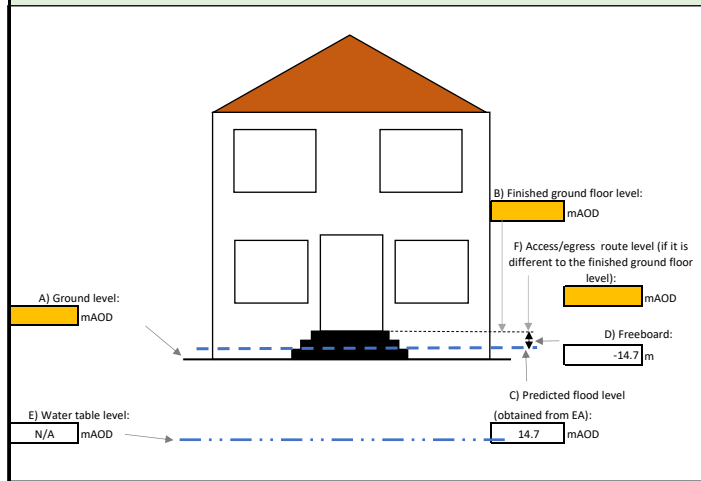 B) Finished ground floor level:
mAOD
F) Access/egress route level (if it is
different to the finished ground floor
level):
mAOD
A) Ground level:
mAOD
D) Freeboard:
-14.7 m
C) Predicted flood level
(obtained from EA):
14.7 mAOD
E) Water table level:
N/A mAOD